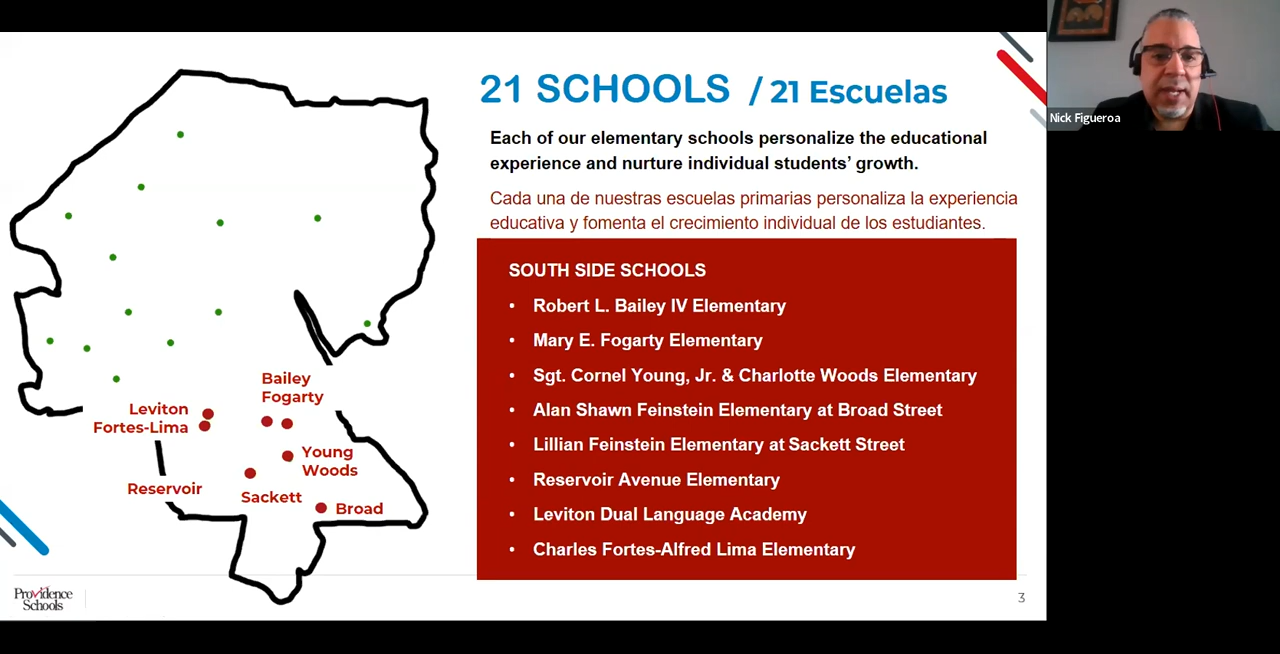 21 SCHOOLS / 21 Escuelas
Each of our elementary schools personalize the educational
experience and nurture individual students’ growth.
Cada una de nuestras escuelas primarias personaliza la experiencia
educativa y fomenta el crecimiento individual de los estudiantes.
SOUTH SIDE SCHOOLS
• Robert L. Bailey IV Elementary
• Mary E. Fogarty Elementary
• Sgt. Cornel Young, Jr. & Charlotte Woods Elementary
• Alan Shawn Feinstein Elementary at Broad Street
• Lillian Feinstein Elementary at Sackett Street
• Reservoir Avenue Elementary
• Leviton Dual Language Academy
• Charles Fortes-Alfred Lima Elementary
Bailey
Fogarty
Leviton
Fortes-Lima
Young
Woods
Reservoir
Sackett
Broad
Providence
Schools
3
Nick Figueroa